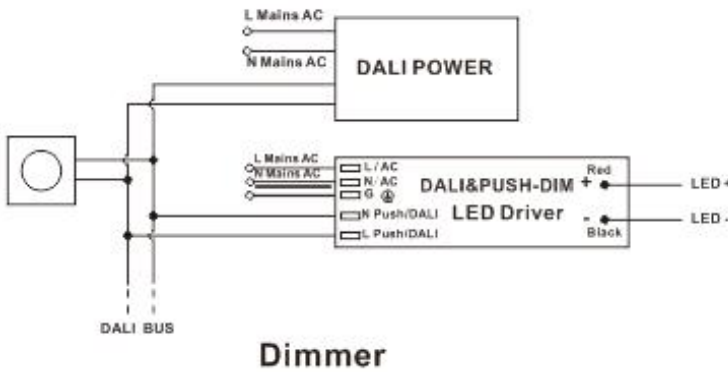 L Mains AC
N Mains AC
DALI POWER
L Mains AC
N Mains AC
L/AC
N/AC
G
N Push/DALI
L Push/DALI
DALI&PUSH-DIM
LED Driver
Red
+
-
Black
LED +
LED -
DALI BUS
Dimmer